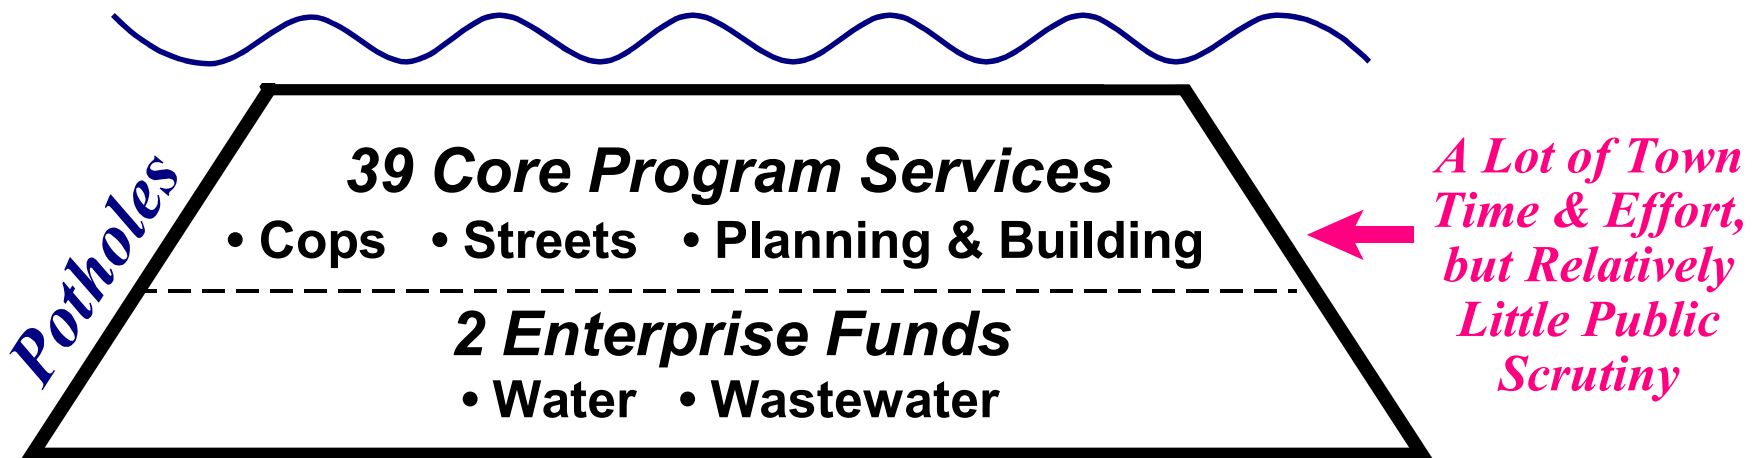 Potholes
39 Core Program Services
• Cops • Streets • Planning & Building
2 Enterprise Funds
• Water • Wastewater
A Lot of Town
Time & Effort,
but Relatively
Little Public
Scrutiny